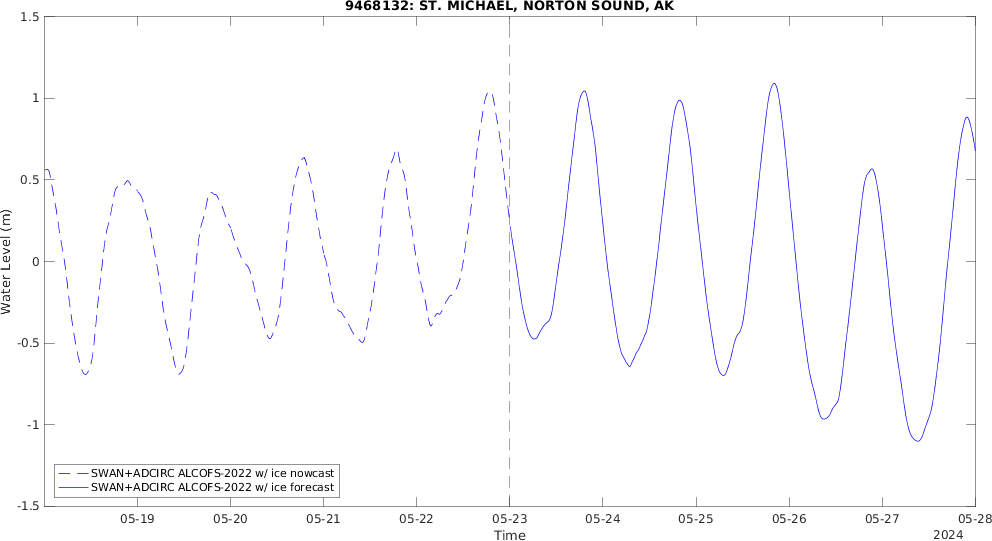 9468132: ST. MICHAEL, NORTON SOUND, AK
1.5
1
0.5
0
-0.5
-1
-1.5
Water Level (m)
SWAN+ADCIRC ALCOFS-2022 w/ ice nowcast
SWAN+ADCIRC ALCOFS-2022 w/ ice forecast
05-19 05-20 05-21 05-22 05-23 05-24 05-25 05-26 05-27 05-28
Time
2024